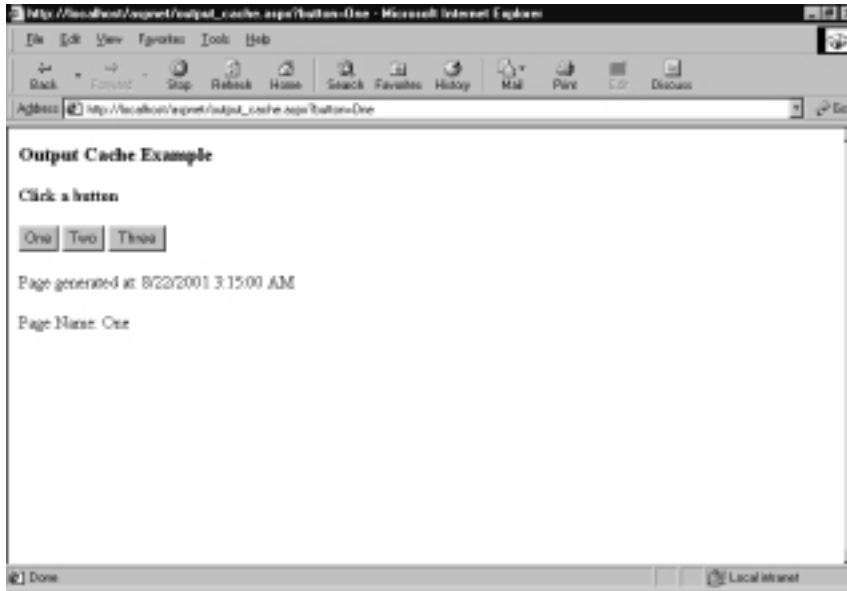 http://localhost/aspnet/output_cache.aspx?button=One - Microsoft Internet Explorer
File Edit View Favorites Tools Help
Back Forward Stop Refresh Home Search Favorites History Mail Print Edit Discuss
Address http://localhost/aspnet/output_cache.aspx?button=One Go
Output Cache Example
Click a button
One Two Three
Page generated at: 8/22/2001 3:15:00 AM
Page Name: One
Done Local intranet